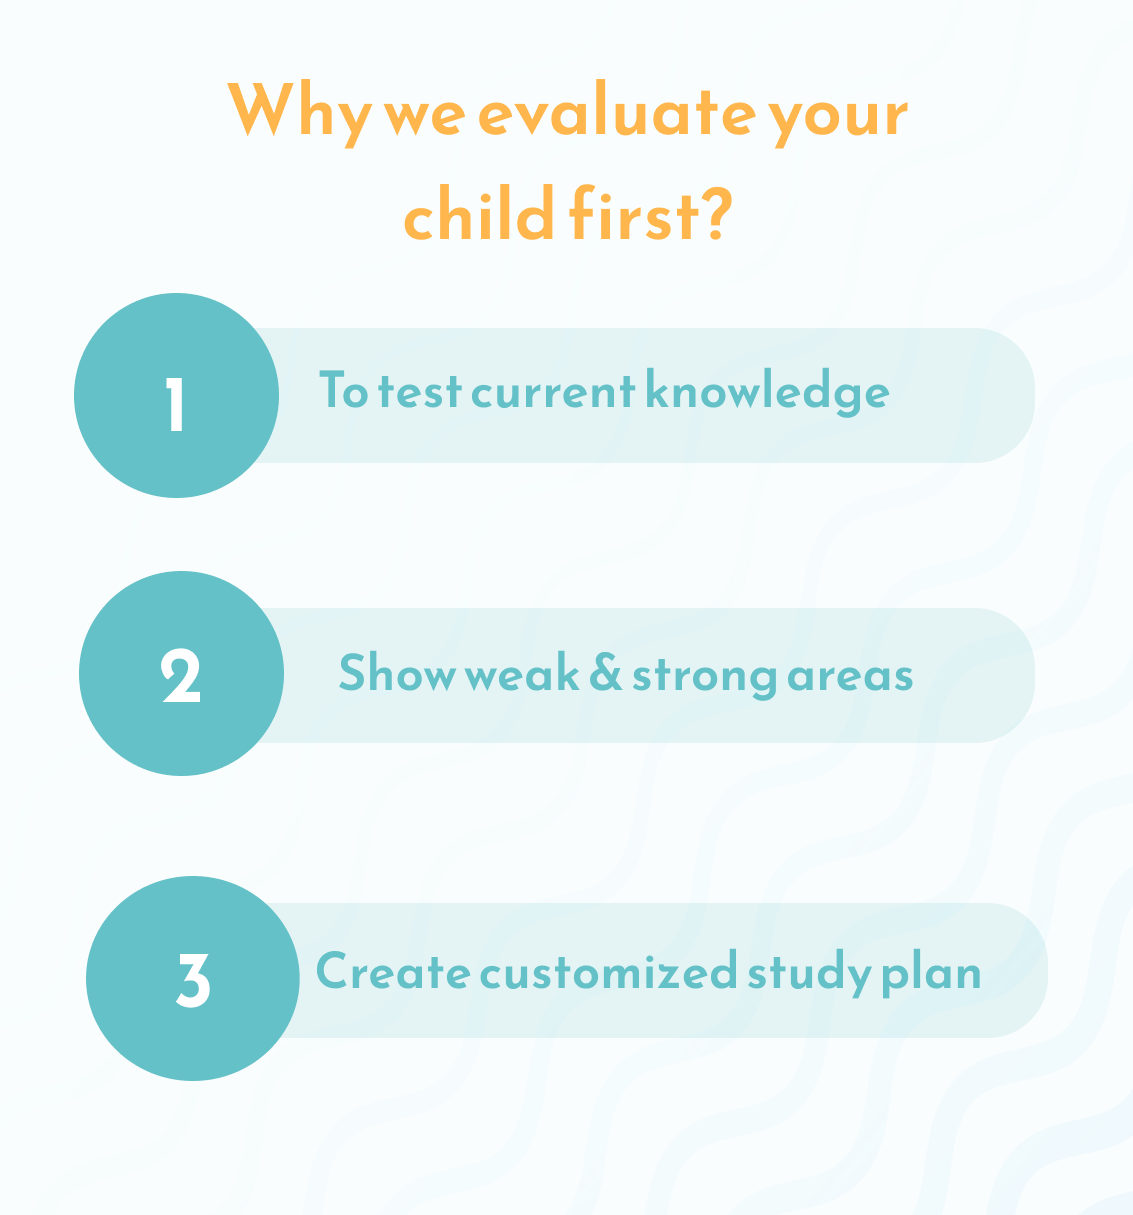 Why we evaluate your
child first?
1
To test current knowledge
2
Show weak & strong areas
3
Create customized study plan